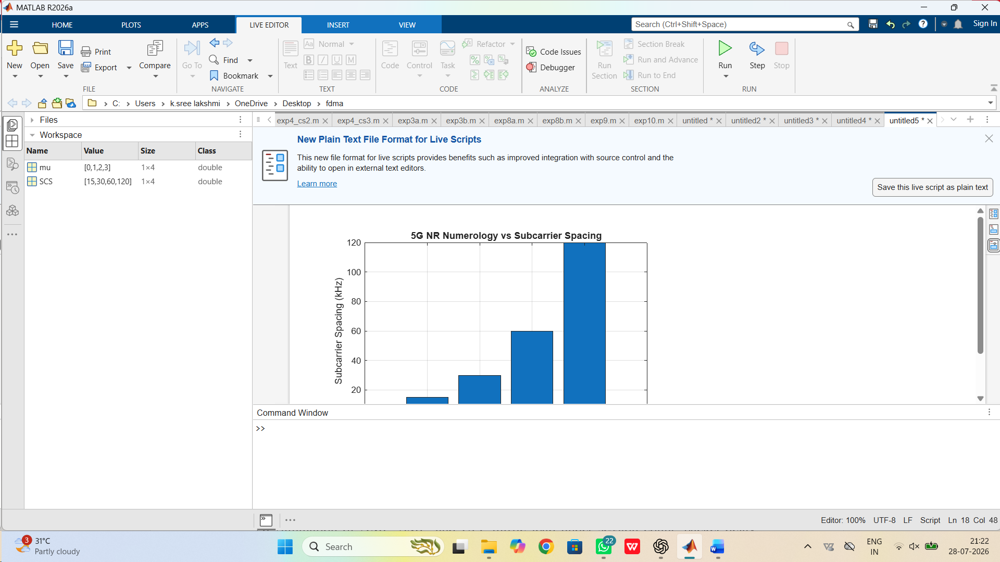 MATLAB R2026a
HOME PLOTS APPS LIVE EDITOR INSERT VIEW Search (Ctrl+Shift+Space) Sign In
New Open Save Print Export Compare
FILE
Go To Find Bookmark
NAVIGATE
Text Aa Normal B I U M
TEXT
Code Control Task Refactor
CODE
Code Issues
Debugger
ANALYZE
Run Section Section Break
Run and Advance
Run to End
SECTION
Run Step Stop
RUN
C: Users k.sree lakshmi OneDrive Desktop fdma
Files
Workspace
Name Value Size Class
mu [0,1,2,3] 1×4 double
SCS [15,30,60,120] 1×4 double
exp4_cs2.m exp4_cs3.m exp3a.m exp3b.m exp8a.m exp8b.m exp9.m exp10.m untitled * untitled2 * untitled3 * untitled4 * untitled5 *
New Plain Text File Format for Live Scripts
This new file format for live scripts provides benefits such as improved integration with source control and the
ability to open in external text editors.
Learn more
Save this live script as plain text
5G NR Numerology vs Subcarrier Spacing
Subcarrier Spacing (kHz)
120
100
80
60
40
20
Command Window
>>
Editor: 100% UTF-8 LF Script Ln 18 Col 48
3
31°C
Partly cloudy
Search
22
ENG
IN
21:22
28-07-2026